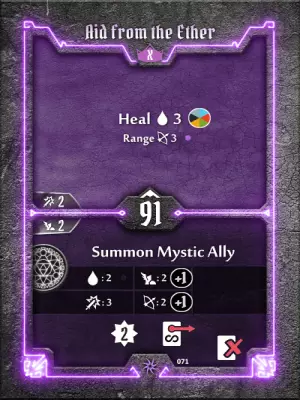 Aid from the Ether
X
Heal 3
Range 3
2
91
2
Summon Mystic Ally
: 2 : 2 +1
: 3 : 2 +1
2
071